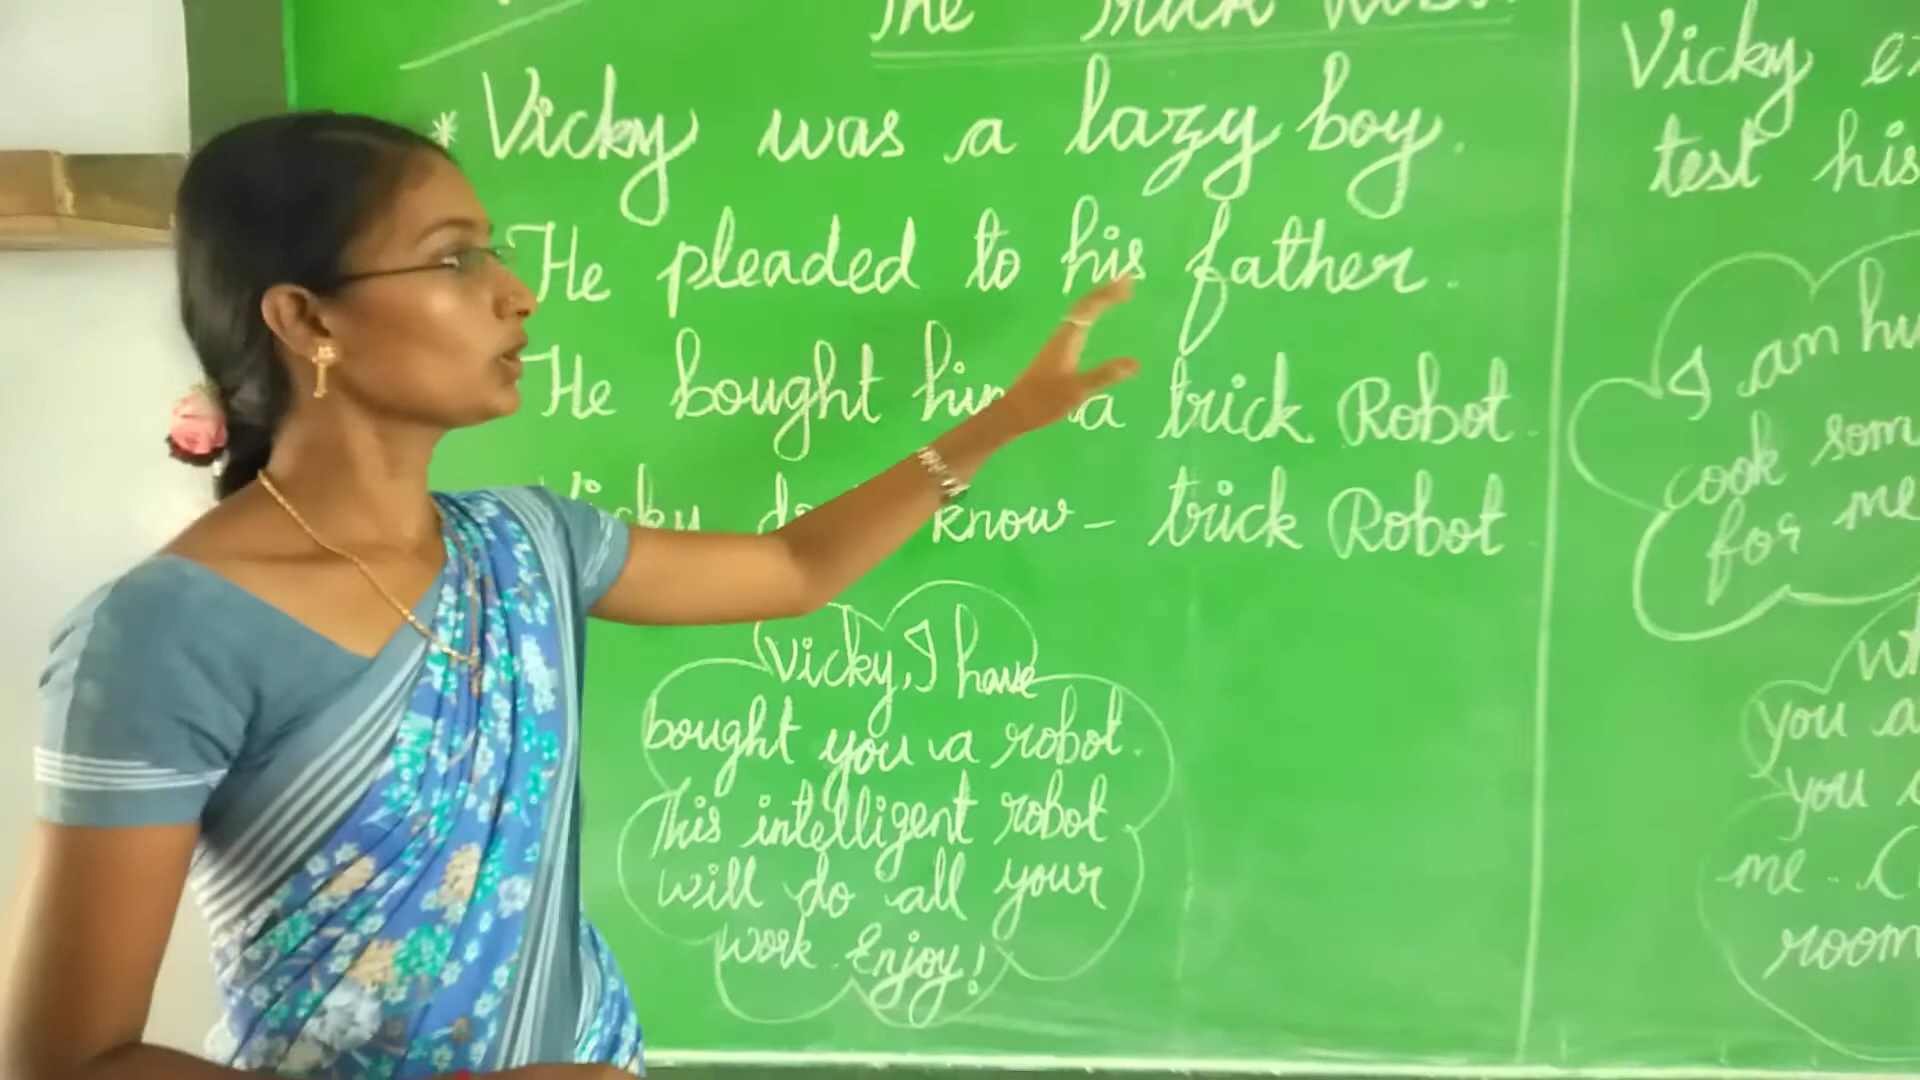 The Trick
* Vicky was a lazy boy.
He pleaded to his father.
He bought him a trick Robot.
know - trick Robot
Vicky, I have
bought you a robot.
This intelligent robot
will do all your
work. Enjoy!
Vicky
test his
I am
cook
for me
you
you
me. (
room